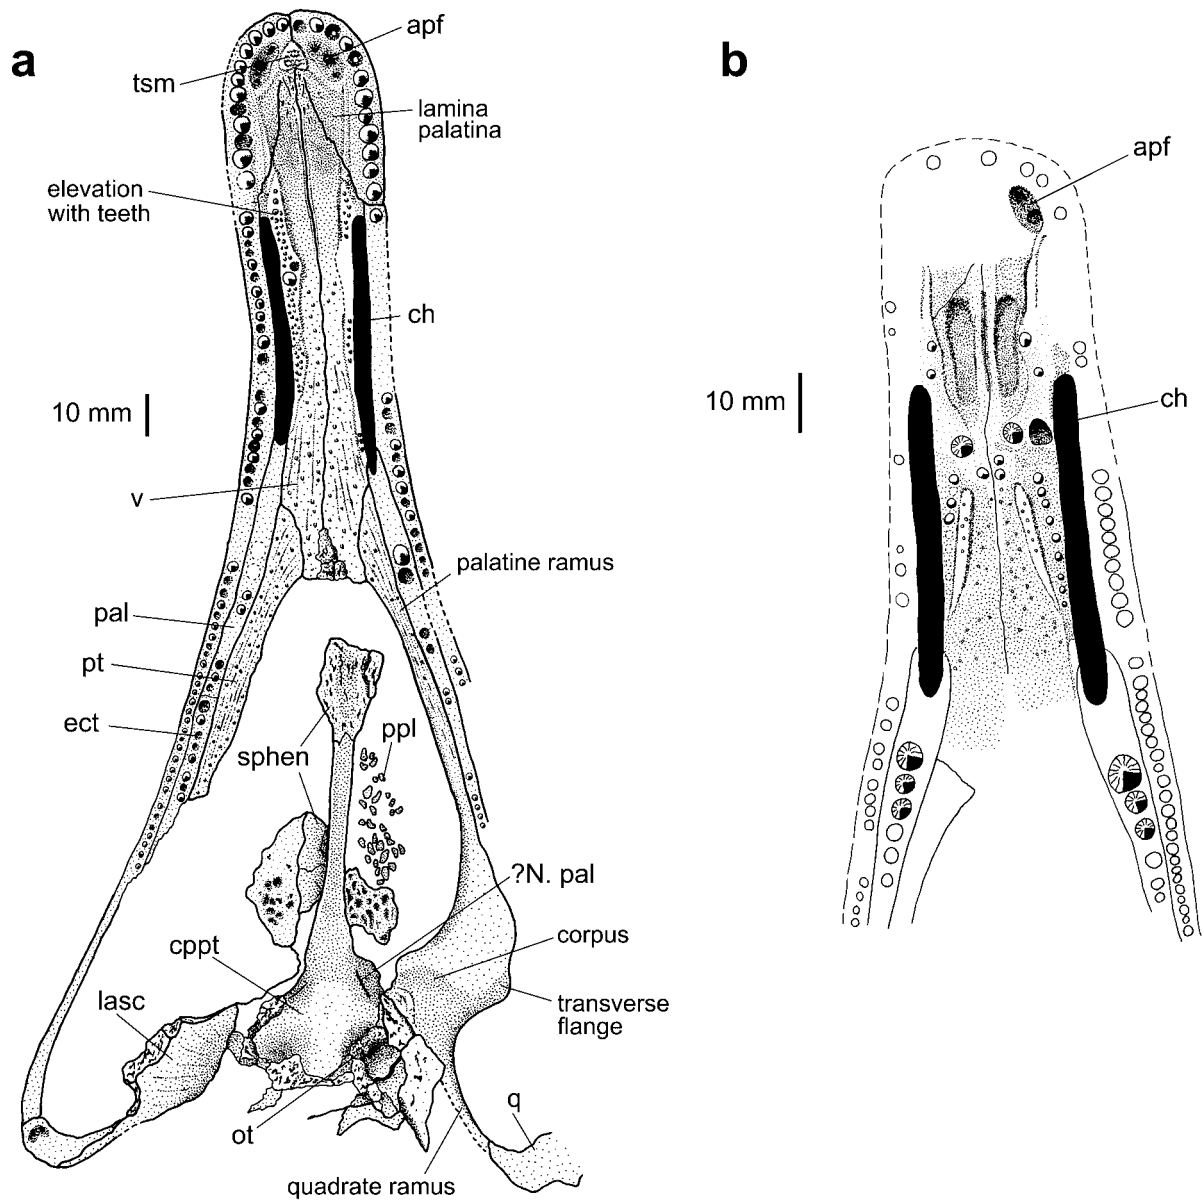 a
apf
tsm
lamina
palatina
elevation
with teeth
ch
10 mm
v
palatine ramus
pal
pt
ect
sphen
ppl
?N. pal
cppt
corpus
lasc
transverse
flange
ot
q
quadrate ramus
b
apf
10 mm
ch